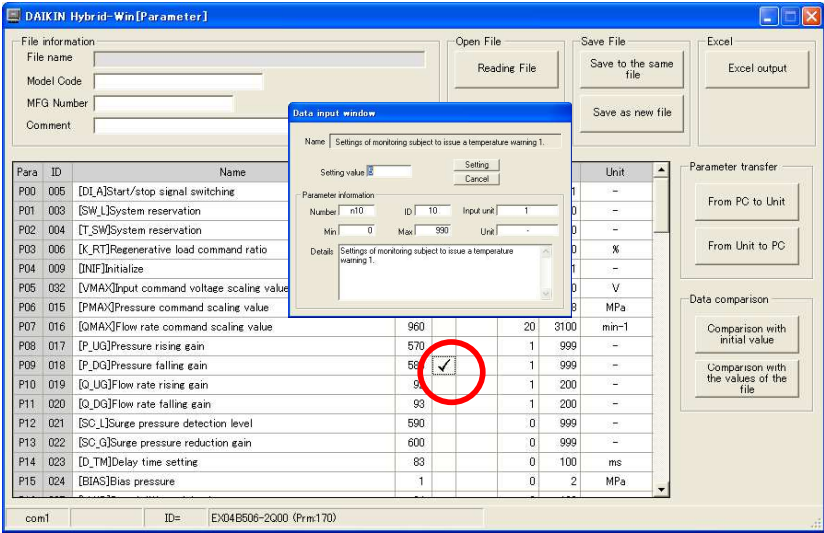 DAIKIN Hybrid-Win[Parameter]
File information
File name
Model Code
MFG Number
Comment
Open File
Reading File
Save File
Save to the same
file
Save as new file
Excel
Excel output
Data input window
Name Settings of monitoring subject to issue a temperature warning 1.
Setting value
Setting
Cancel
Parameter information
Number n10 ID 10 Input unit 1
Min 0 Max 990 Unit -
Details Settings of monitoring subject to issue a temperature
warning 1.
Para ID Name Unit
P00 005 [DI_A]Start/stop signal switching 1 -
P01 003 [SW_L]System reservation 0 -
P02 004 [T_SW]System reservation 0 -
P03 006 [K_RT]Regenerative load command ratio 0 %
P04 009 [INIF]Initialize 1 -
P05 032 [VMAX]Input command voltage scaling value 0 V
P06 015 [PMAX]Pressure command scaling value 8 MPa
P07 016 [QMAX]Flow rate command scaling value 960 20 3100 min-1
P08 017 [P_UG]Pressure rising gain 570 1 999 -
P09 018 [P_DG]Pressure falling gain 58 ✓ 1 999 -
P10 019 [Q_UG]Flow rate rising gain 9 1 200 -
P11 020 [Q_DG]Flow rate falling gain 93 1 200 -
P12 021 [SC_L]Surge pressure detection level 590 0 999 -
P13 022 [SC_G]Surge pressure reduction gain 600 0 999 -
P14 023 [D_TM]Delay time setting 83 0 100 ms
P15 024 [BIAS]Bias pressure 1 0 2 MPa
Parameter transfer
From PC to Unit
From Unit to PC
Data comparison
Comparison with
initial value
Comparison with
the values of the
file
com1 ID= EX04B506-2Q00 (Prm:170)